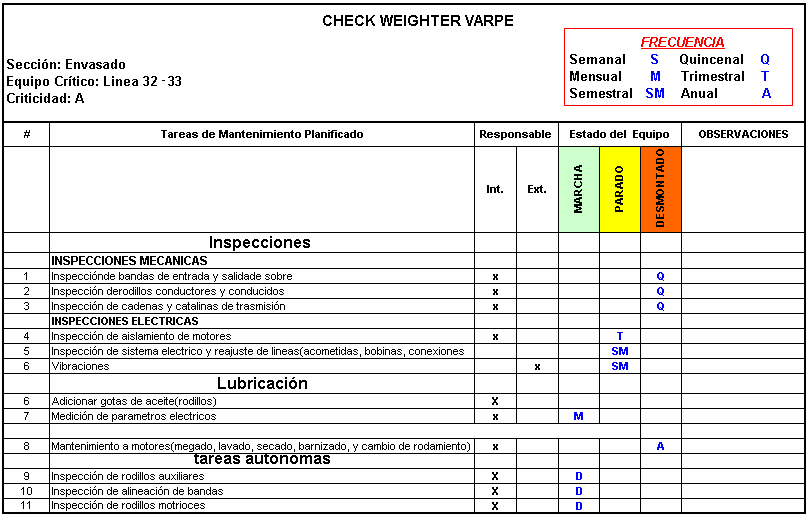 CHECK WEIGHTER VARPE
FRECUENCIA
Semanal S Quincenal Q
Mensual M Trimestral T
Semestral SM Anual A
Sección: Envasado
Equipo Crítico: Linea 32 - 33
Criticidad: A
# Tareas de Mantenimiento Planificado Responsable Estado del Equipo OBSERVACIONES
Int. Ext. MARCHA PARADO DESMONTADO
Inspecciones
INSPECCIONES MECANICAS
1 Inspecciónde bandas de entrada y salidade sobre x Q
2 Inspección derodillos conductores y conducidos x Q
3 Inspección de cadenas y catalinas de trasmisión x Q
INSPECCIONES ELECTRICAS
4 Inspección de aislamiento de motores x T
5 Inspección de sistema electrico y reajuste de lineas(acometidas, bobinas, conexiones SM
6 Vibraciones x SM
Lubricación
6 Adicionar gotas de aceite(rodillos) X
7 Medición de parametros electricos x M
8 Mantenimiento a motores(megado, lavado, secado, barnizado, y cambio de rodamiento) x A
tareas autonomas
9 Inspección de rodillos auxiliares X D
10 Inspección de alineación de bandas X D
11 Inspección de rodillos motrioces X D